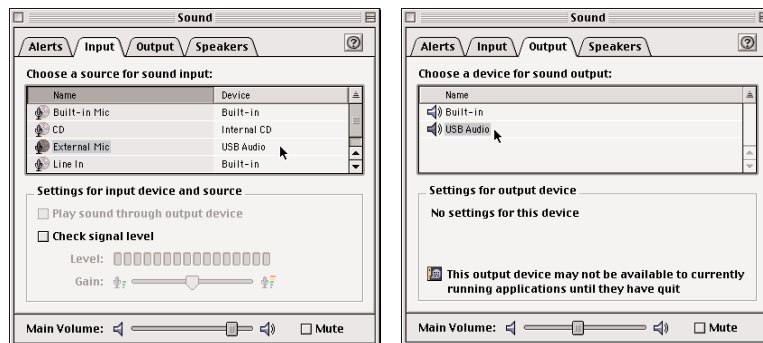 Sound
Alerts Input Output Speakers
Choose a source for sound input:
Name Device
Built-in Mic Built-in
CD Internal CD
External Mic USB Audio
Line In Built-in
Settings for input device and source
Play sound through output device
Check signal level
Level:
Gain:
Main Volume: Mute
Sound
Alerts Input Output Speakers
Choose a device for sound output:
Name
Built-in
USB Audio
Settings for output device
No settings for this device
This output device may not be available to currently
running applications until they have quit
Main Volume: Mute